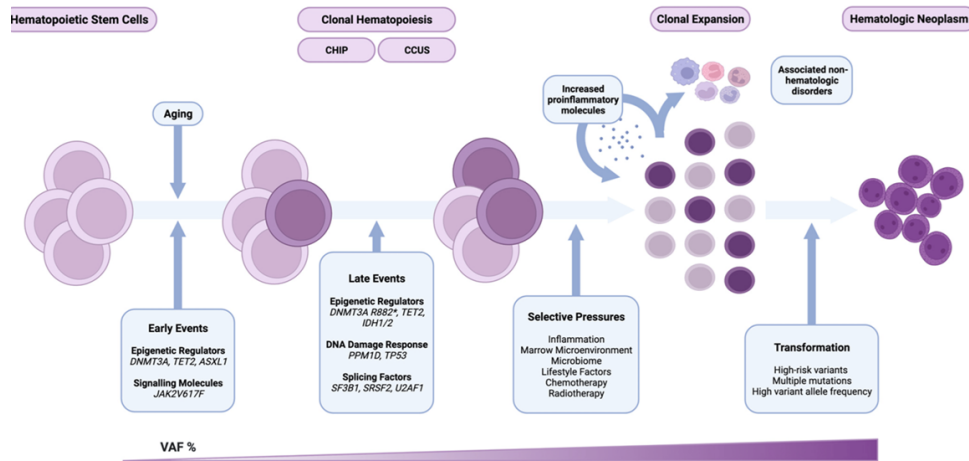 Hematopoietic Stem Cells
Clonal Hematopoiesis
CHIP
CCUS
Clonal Expansion
Hematologic Neoplasm
Aging
Increased
proinflammatory
molecules
Associated non-
hematologic
disorders
Early Events
Epigenetic Regulators
DNMT3A, TET2, ASXL1
Signalling Molecules
JAK2V617F
Late Events
Epigenetic Regulators
DNMT3A R882*, TET2,
IDH1/2
DNA Damage Response
PPM1D, TP53
Splicing Factors
SF3B1, SRSF2, U2AF1
Selective Pressures
Inflammation
Marrow Microenvironment
Microbiome
Lifestyle Factors
Chemotherapy
Radiotherapy
Transformation
High-risk variants
Multiple mutations
High variant allele frequency
VAF %